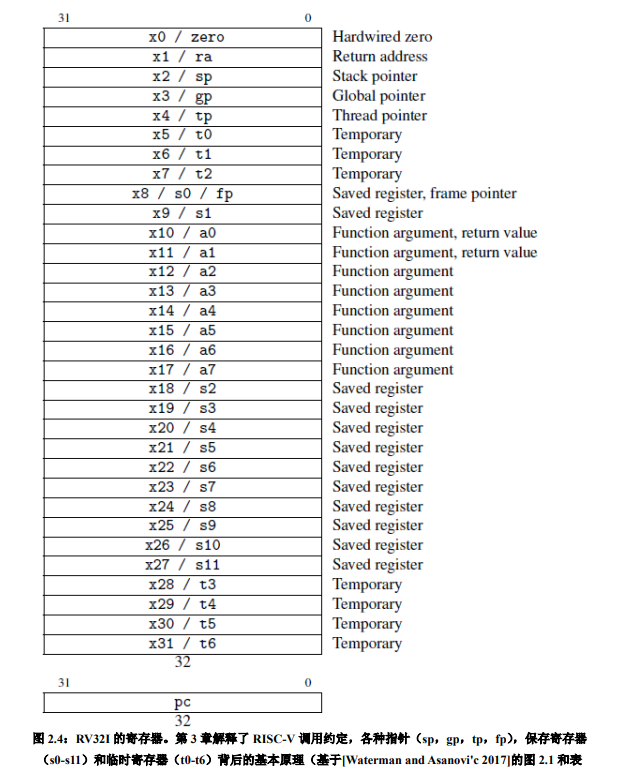 31 0
x0 / zero Hardwired zero
x1 / ra Return address
x2 / sp Stack pointer
x3 / gp Global pointer
x4 / tp Thread pointer
x5 / t0 Temporary
x6 / t1 Temporary
x7 / t2 Temporary
x8 / s0 / fp Saved register, frame pointer
x9 / s1 Saved register
x10 / a0 Function argument, return value
x11 / a1 Function argument, return value
x12 / a2 Function argument
x13 / a3 Function argument
x14 / a4 Function argument
x15 / a5 Function argument
x16 / a6 Function argument
x17 / a7 Function argument
x18 / s2 Saved register
x19 / s3 Saved register
x20 / s4 Saved register
x21 / s5 Saved register
x22 / s6 Saved register
x23 / s7 Saved register
x24 / s8 Saved register
x25 / s9 Saved register
x26 / s10 Saved register
x27 / s11 Saved register
x28 / t3 Temporary
x29 / t4 Temporary
x30 / t5 Temporary
x31 / t6 Temporary
32
31 0
pc
32
图 2.4：RV32I 的寄存器。第 3 章解释了 RISC-V 调用约定，各种指针（sp，gp，tp，fp），保存寄存器
（s0-s11）和临时寄存器（t0-t6）背后的基本原理（基于[Waterman and Asanovi'c 2017]的图 2.1 和表